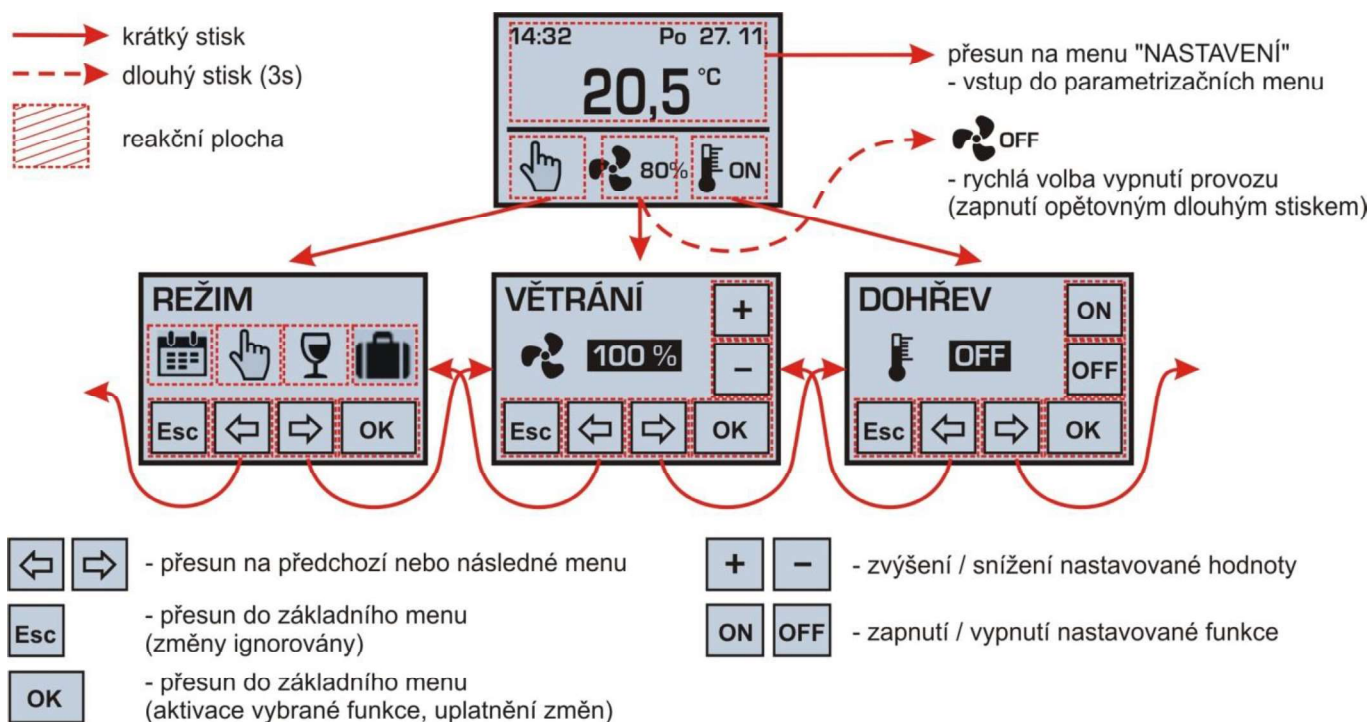 krátký stisk
dlouhý stisk (3s)
reakční plocha
14:32 Po 27. 11.
20,5 °C
80% ON
přesun na menu "NASTAVENÍ"
- vstup do parametrizačních menu
OFF
- rychlá volba vypnutí provozu
(zapnutí opětovným dlouhým stiskem)
REŽIM
Esc OK
VĚTRÁNÍ
+
100 %
−
Esc OK
DOHŘEV
ON
OFF
OFF
Esc OK
- přesun na předchozí nebo následné menu
Esc
- přesun do základního menu
(změny ignorovány)
OK
- přesun do základního menu
(aktivace vybrané funkce, uplatnění změn)
+ − - zvýšení / snížení nastavované hodnoty
ON OFF - zapnutí / vypnutí nastavované funkce